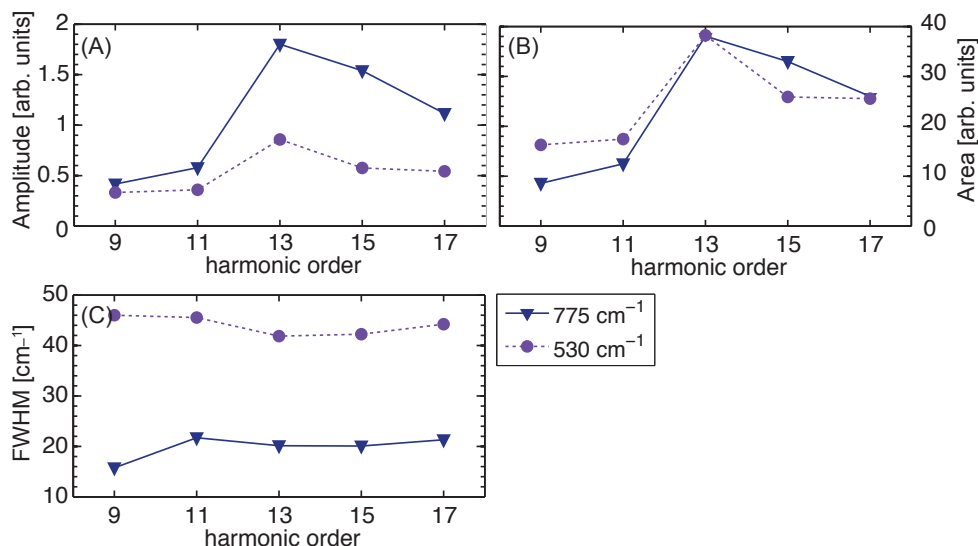 (A)
Amplitude [arb. units]
2
1.5
1
0.5
0
9 11 13 15 17
harmonic order
(B)
40
30
20
10
0
Area [arb. units]
9 11 13 15 17
harmonic order
(C)
FWHM [cm⁻¹]
50
40
30
20
10
9 11 13 15 17
harmonic order
775 cm⁻¹
530 cm⁻¹